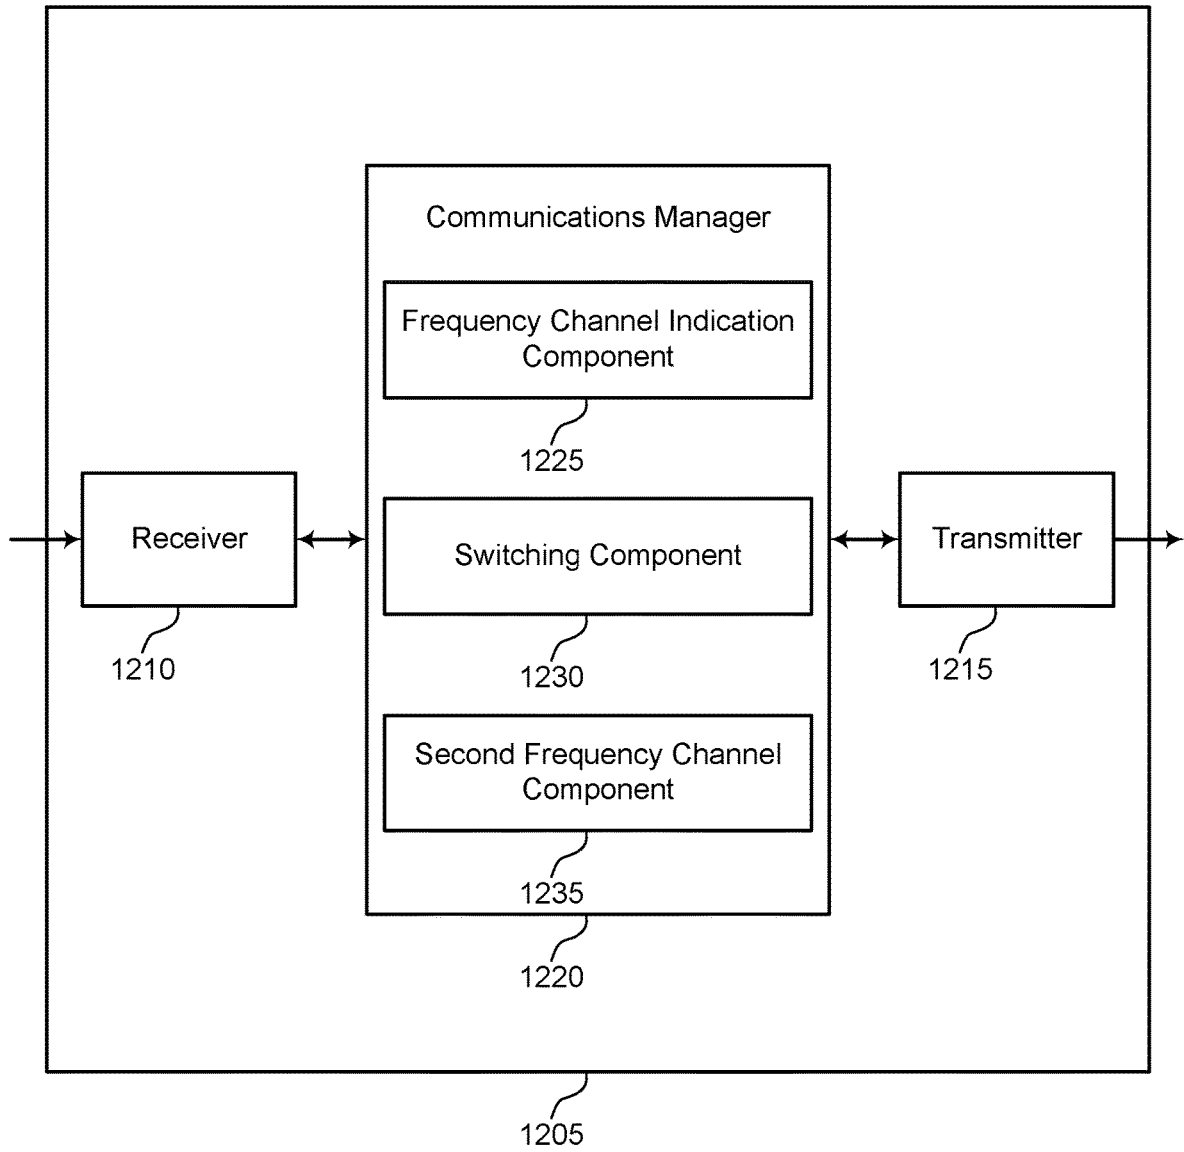 Communications Manager
Frequency Channel Indication
Component
1225
Receiver
1210
Switching Component
1230
Transmitter
1215
Second Frequency Channel
Component
1235
1220
1205